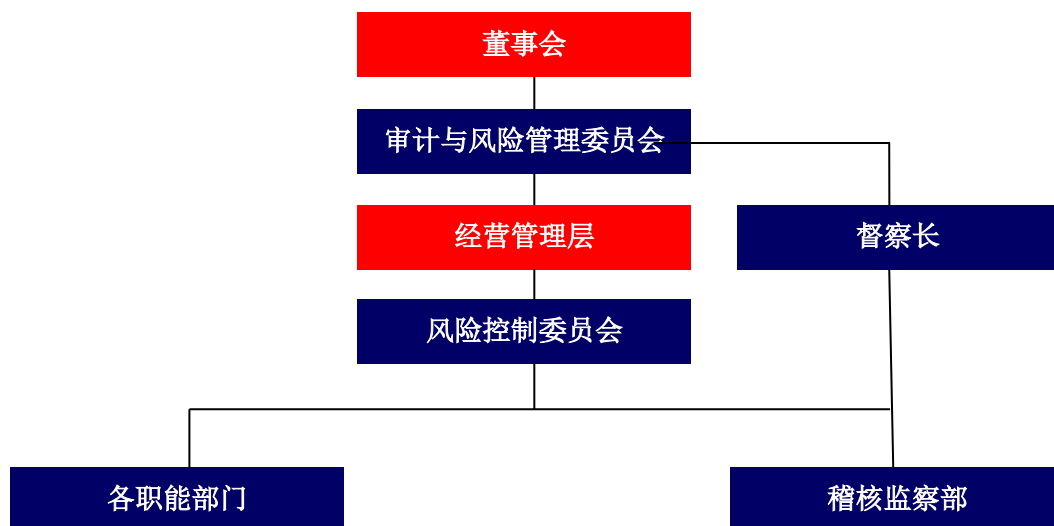 董事会
审计与风险管理委员会
经营管理层
督察长
风险控制委员会
各职能部门
稽核监察部